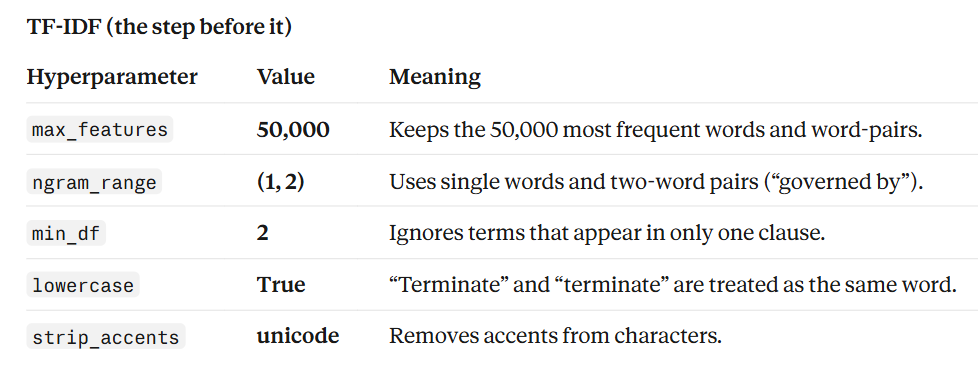 TF-IDF (the step before it)
Hyperparameter Value Meaning
max_features 50,000 Keeps the 50,000 most frequent words and word-pairs.
ngram_range (1, 2) Uses single words and two-word pairs (“governed by”).
min_df 2 Ignores terms that appear in only one clause.
lowercase True “Terminate” and “terminate” are treated as the same word.
strip_accents unicode Removes accents from characters.